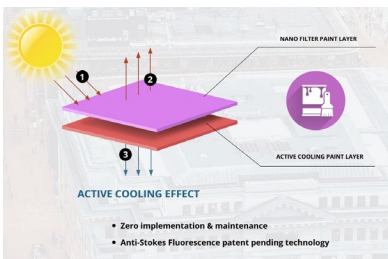 NANO FILTER PAINT LAYER
1
2
3
ACTIVE COOLING PAINT LAYER
ACTIVE COOLING EFFECT
• Zero implementation & maintenance
• Anti-Stokes Fluorescence patent pending technology